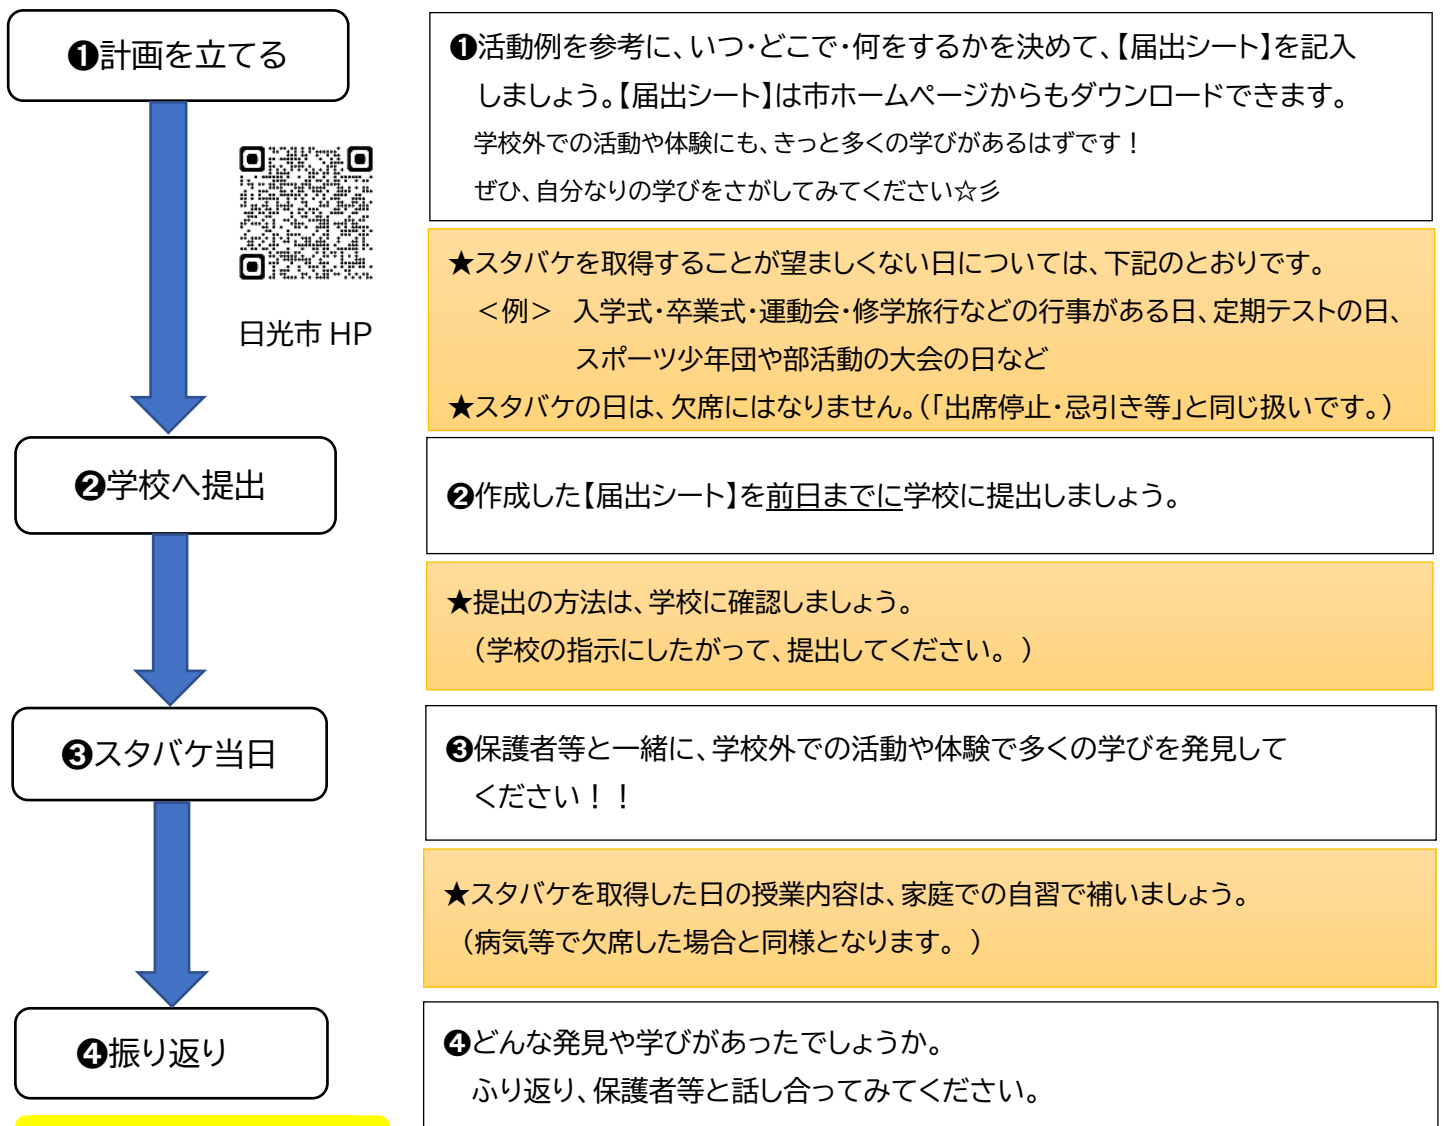 ❶計画を立てる
❶活動例を参考に、いつ・どこで・何をするかを決めて、【届出シート】を記入
しましょう。【届出シート】は市ホームページからもダウンロードできます。
学校外での活動や体験にも、きっと多くの学びがあるはずです！
ぜひ、自分なりの学びをさがしてみてください☆彡
日光市 HP
★スタバケを取得することが望ましくない日については、下記のとおりです。
＜例＞ 入学式・卒業式・運動会・修学旅行などの行事がある日、定期テストの日、
スポーツ少年団や部活動の大会の日など
★スタバケの日は、欠席にはなりません。（「出席停止・忌引き等」と同じ扱いです。）
❷学校へ提出
❷作成した【届出シート】を前日までに学校に提出しましょう。
★提出の方法は、学校に確認しましょう。
（学校の指示にしたがって、提出してください。）
❸スタバケ当日
❸保護者等と一緒に、学校外での活動や体験で多くの学びを発見して
ください！！
★スタバケを取得した日の授業内容は、家庭での自習で補いましょう。
（病気等で欠席した場合と同様となります。）
❹振り返り
❹どんな発見や学びがあったでしょうか。
ふり返り、保護者等と話し合ってみてください。